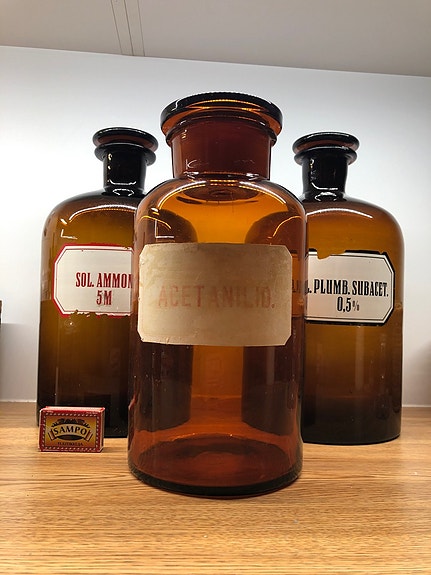 SOL. AMMON
5M
ACETANILID.
L. PLUMB. SUBACET.
0,5%
SAMPO